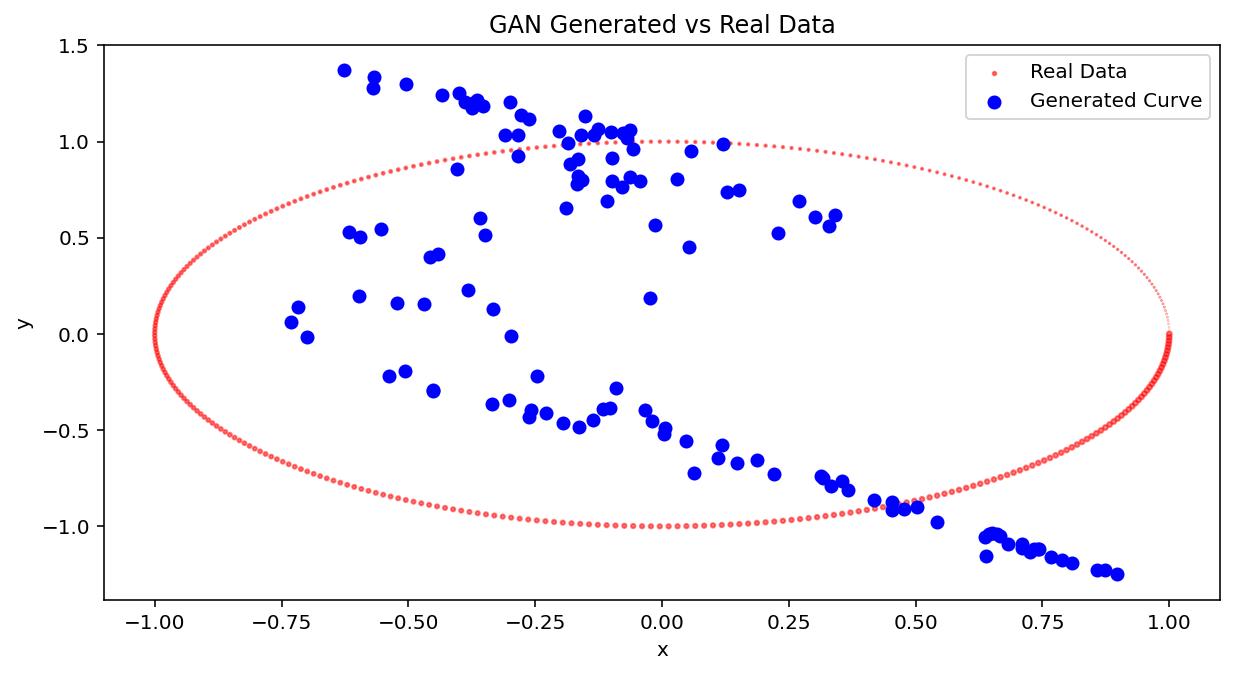 GAN Generated vs Real Data
Real Data
Generated Curve
y
1.5
1.0
0.5
0.0
−0.5
−1.0
−1.00 −0.75 −0.50 −0.25 0.00 0.25 0.50 0.75 1.00
x